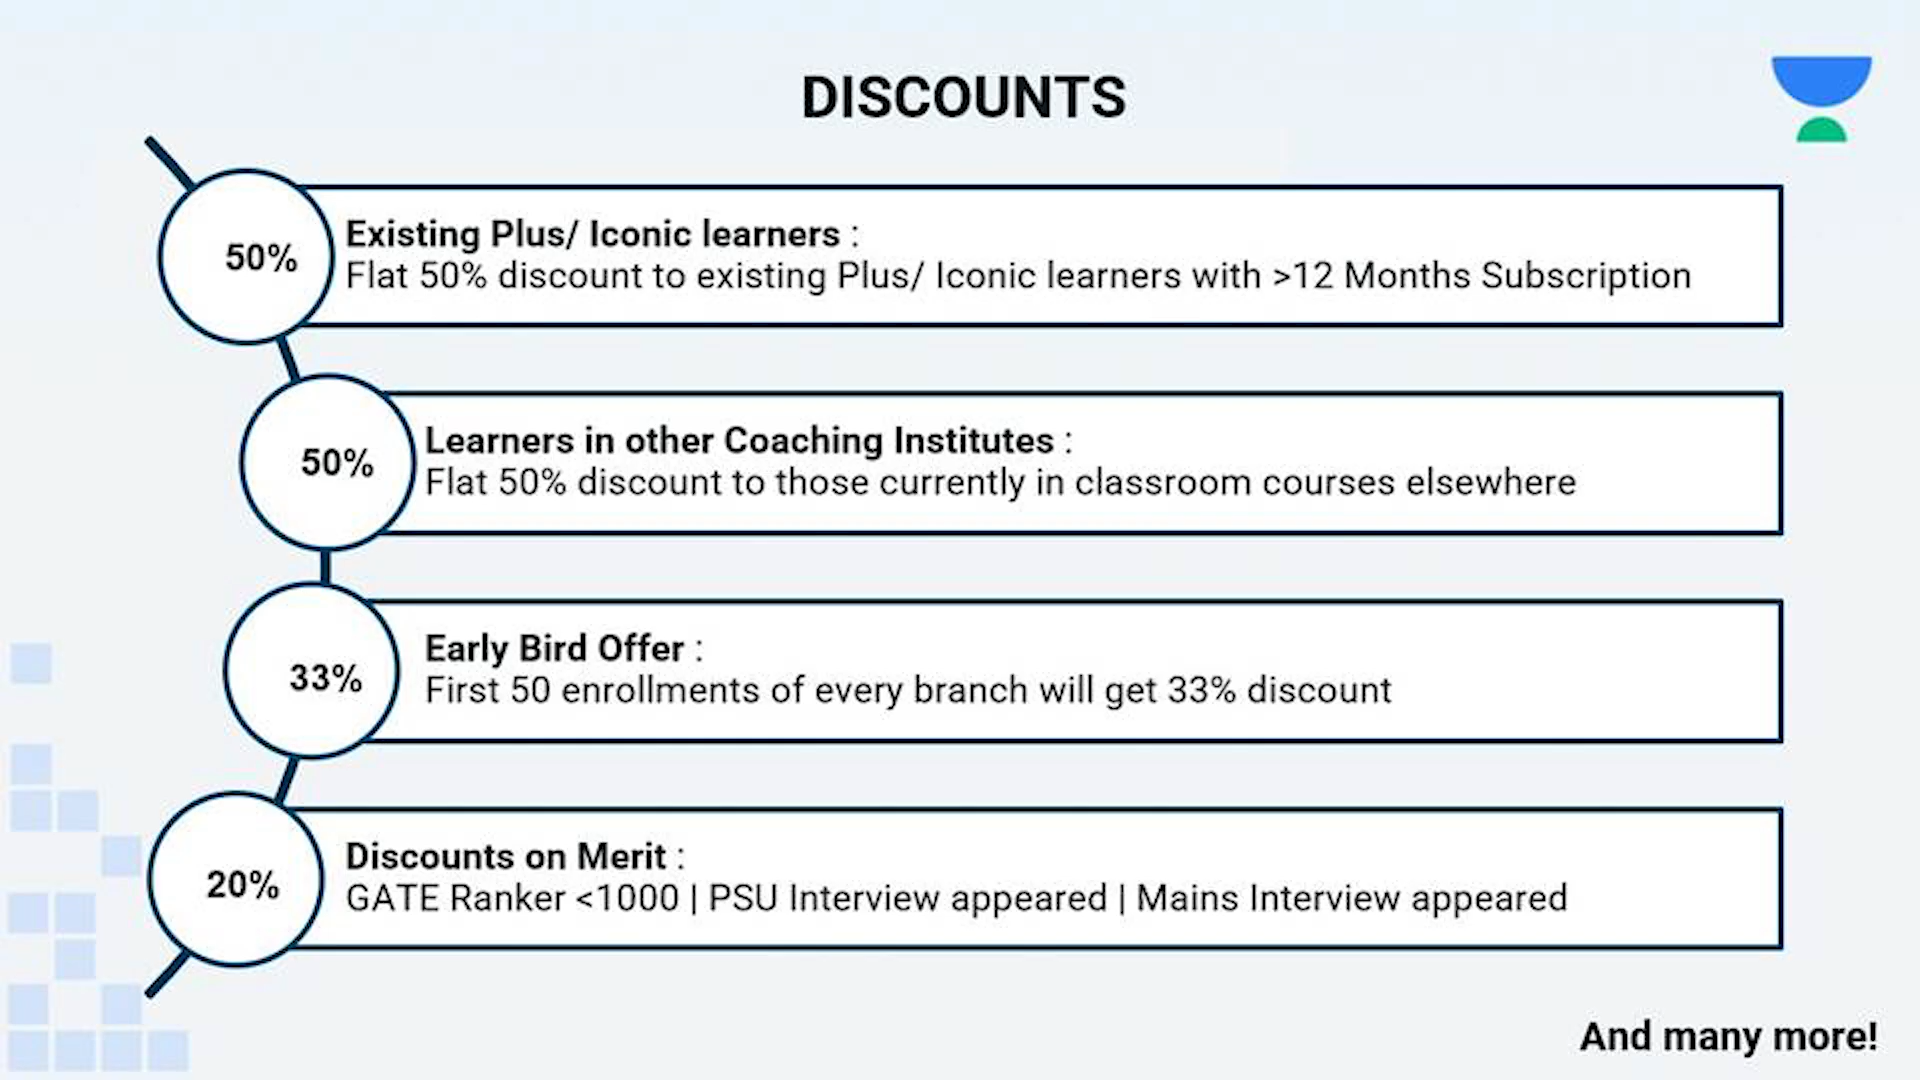 DISCOUNTS
50%
Existing Plus/ Iconic learners :
Flat 50% discount to existing Plus/ Iconic learners with >12 Months Subscription
50%
Learners in other Coaching Institutes :
Flat 50% discount to those currently in classroom courses elsewhere
33%
Early Bird Offer :
First 50 enrollments of every branch will get 33% discount
20%
Discounts on Merit :
GATE Ranker <1000 | PSU Interview appeared | Mains Interview appeared
And many more!